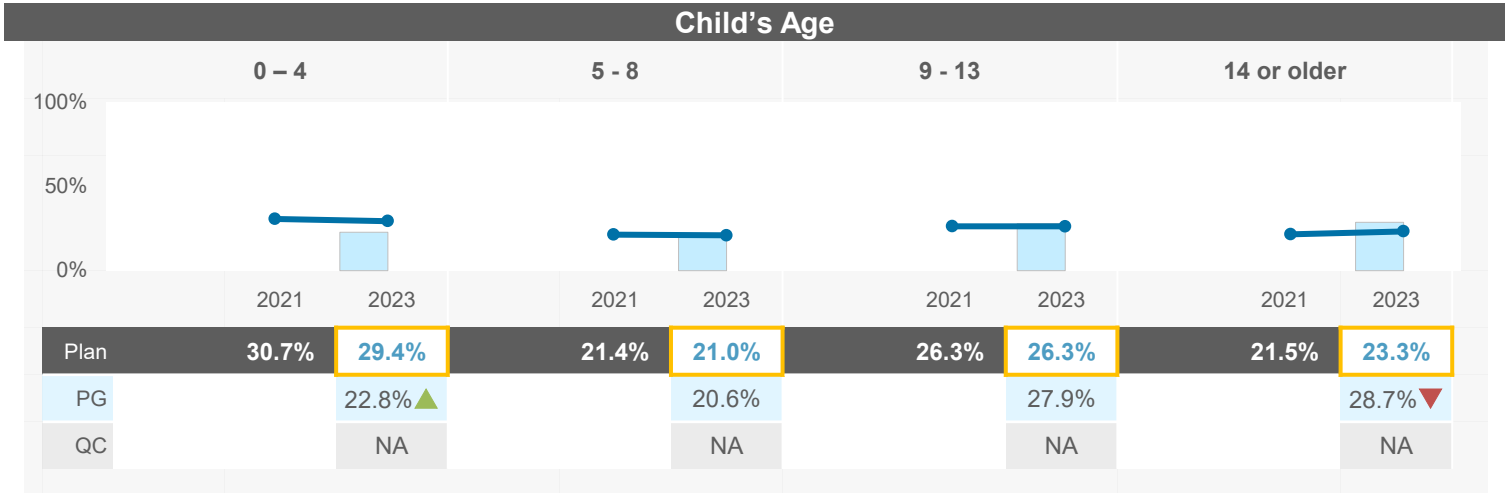 Child’s Age
0 – 4 5 - 8 9 - 13 14 or older
100%
50%
0%
2021 2023 2021 2023 2021 2023 2021 2023
Plan 30.7% 29.4% 21.4% 21.0% 26.3% 26.3% 21.5% 23.3%
PG 22.8% 20.6% 27.9% 28.7%
QC NA NA NA NA